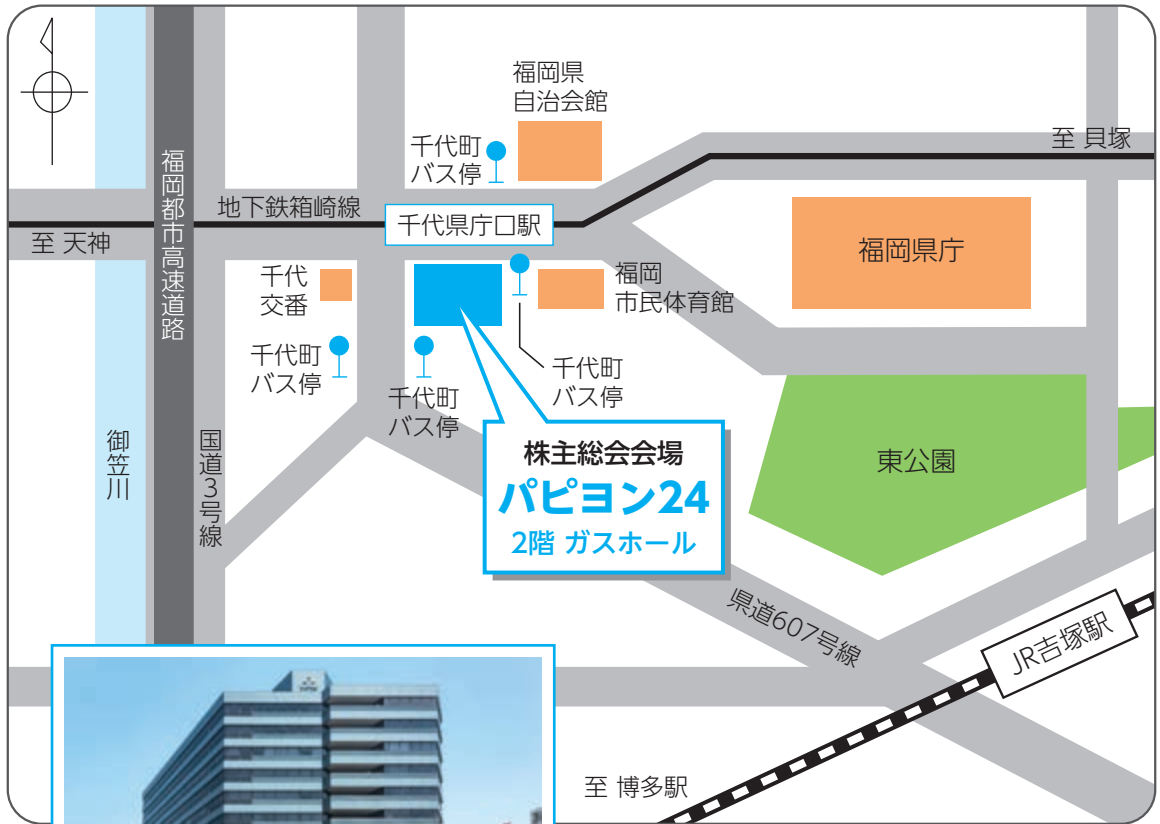 福岡県
自治会館
千代町
バス停
至 貝塚
福岡都市高速道路
地下鉄箱崎線
千代県庁口駅
至 天神
福岡県庁
千代
交番
福岡
市民体育館
千代町
バス停
千代町
バス停
千代町
バス停
御笠川
国道3号線
株主総会会場
パピヨン24
2階 ガスホール
東公園
県道607号線
JR吉塚駅
至 博多駅